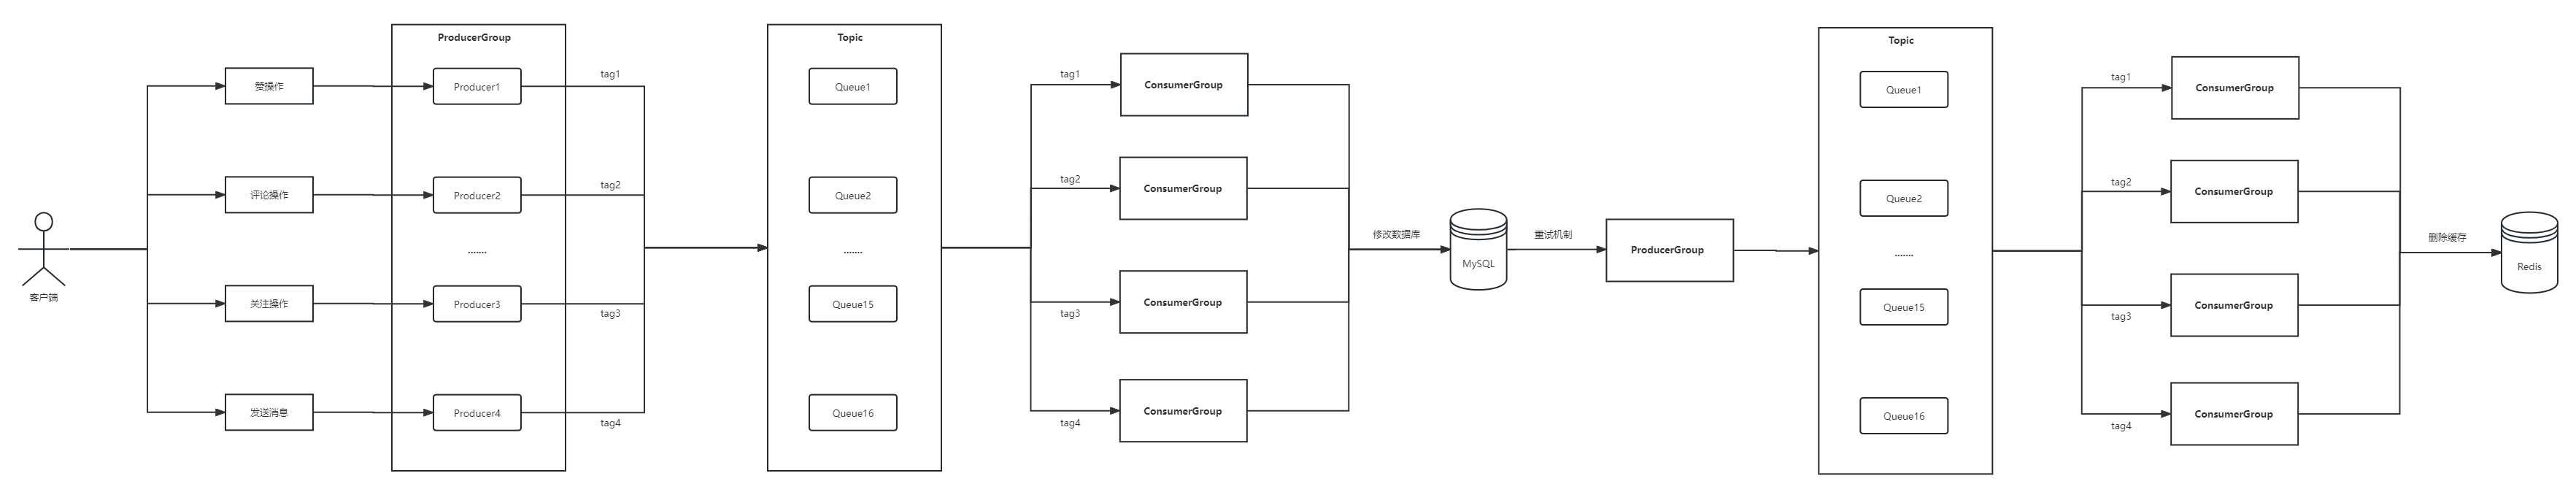 客户端
赞操作
评论操作
关注操作
发送消息
ProducerGroup
Producer1
Producer2
.......
Producer3
Producer4
tag1
tag2
tag3
tag4
Topic
Queue1
Queue2
.......
Queue15
Queue16
tag1
tag2
tag3
tag4
ConsumerGroup
ConsumerGroup
ConsumerGroup
ConsumerGroup
修改数据库
MySQL
重试机制
ProducerGroup
Topic
Queue1
Queue2
.......
Queue15
Queue16
tag1
tag2
tag3
tag4
ConsumerGroup
ConsumerGroup
ConsumerGroup
ConsumerGroup
删除缓存
Redis